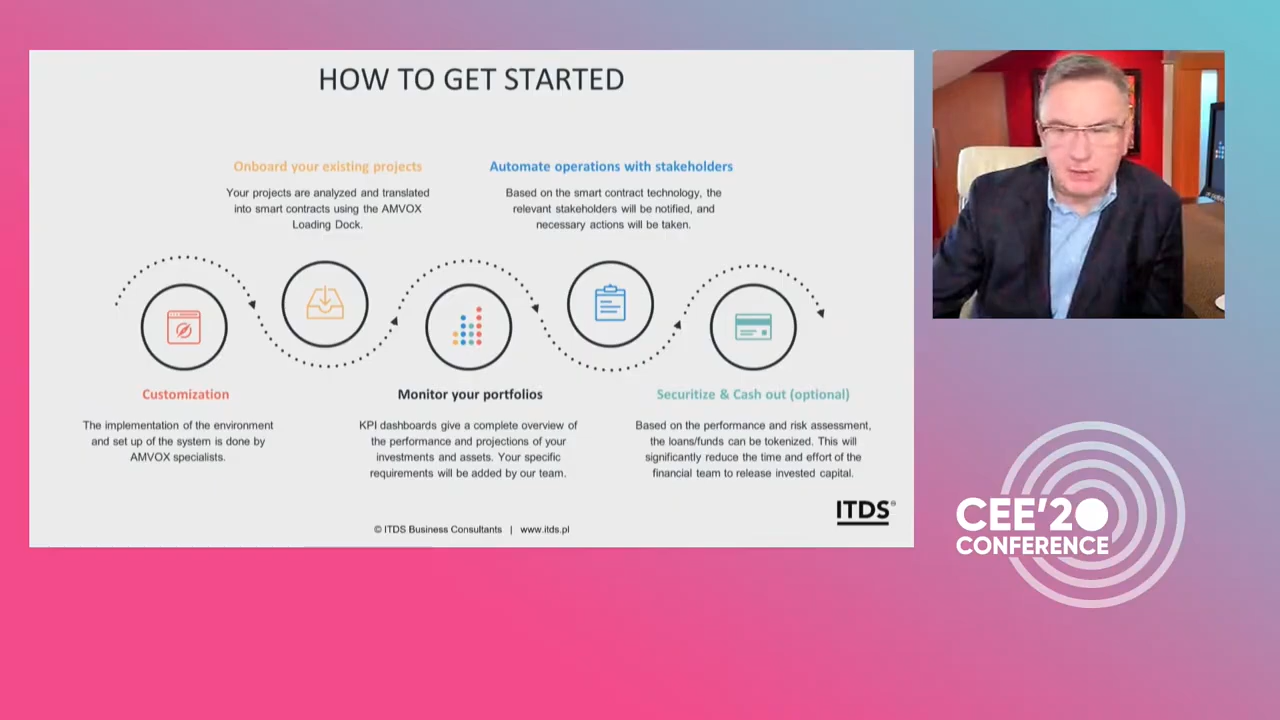 HOW TO GET STARTED
Onboard your existing projects
Your projects are analyzed and translated
into smart contracts using the AMVOX
Loading Dock.
Automate operations with stakeholders
Based on the smart contract technology, the
relevant stakeholders will be notified, and
necessary actions will be taken.
Customization
The implementation of the environment
and set up of the system is done by
AMVOX specialists.
Monitor your portfolios
KPI dashboards give a complete overview of
the performance and projections of your
investments and assets. Your specific
requirements will be added by our team.
Securitize & Cash out (optional)
Based on the performance and risk assessment,
the loans/funds can be tokenized. This will
significantly reduce the time and effort of the
financial team to release invested capital.
ITDS®
© ITDS Business Consultants | www.itds.pl
CEE'20
CONFERENCE